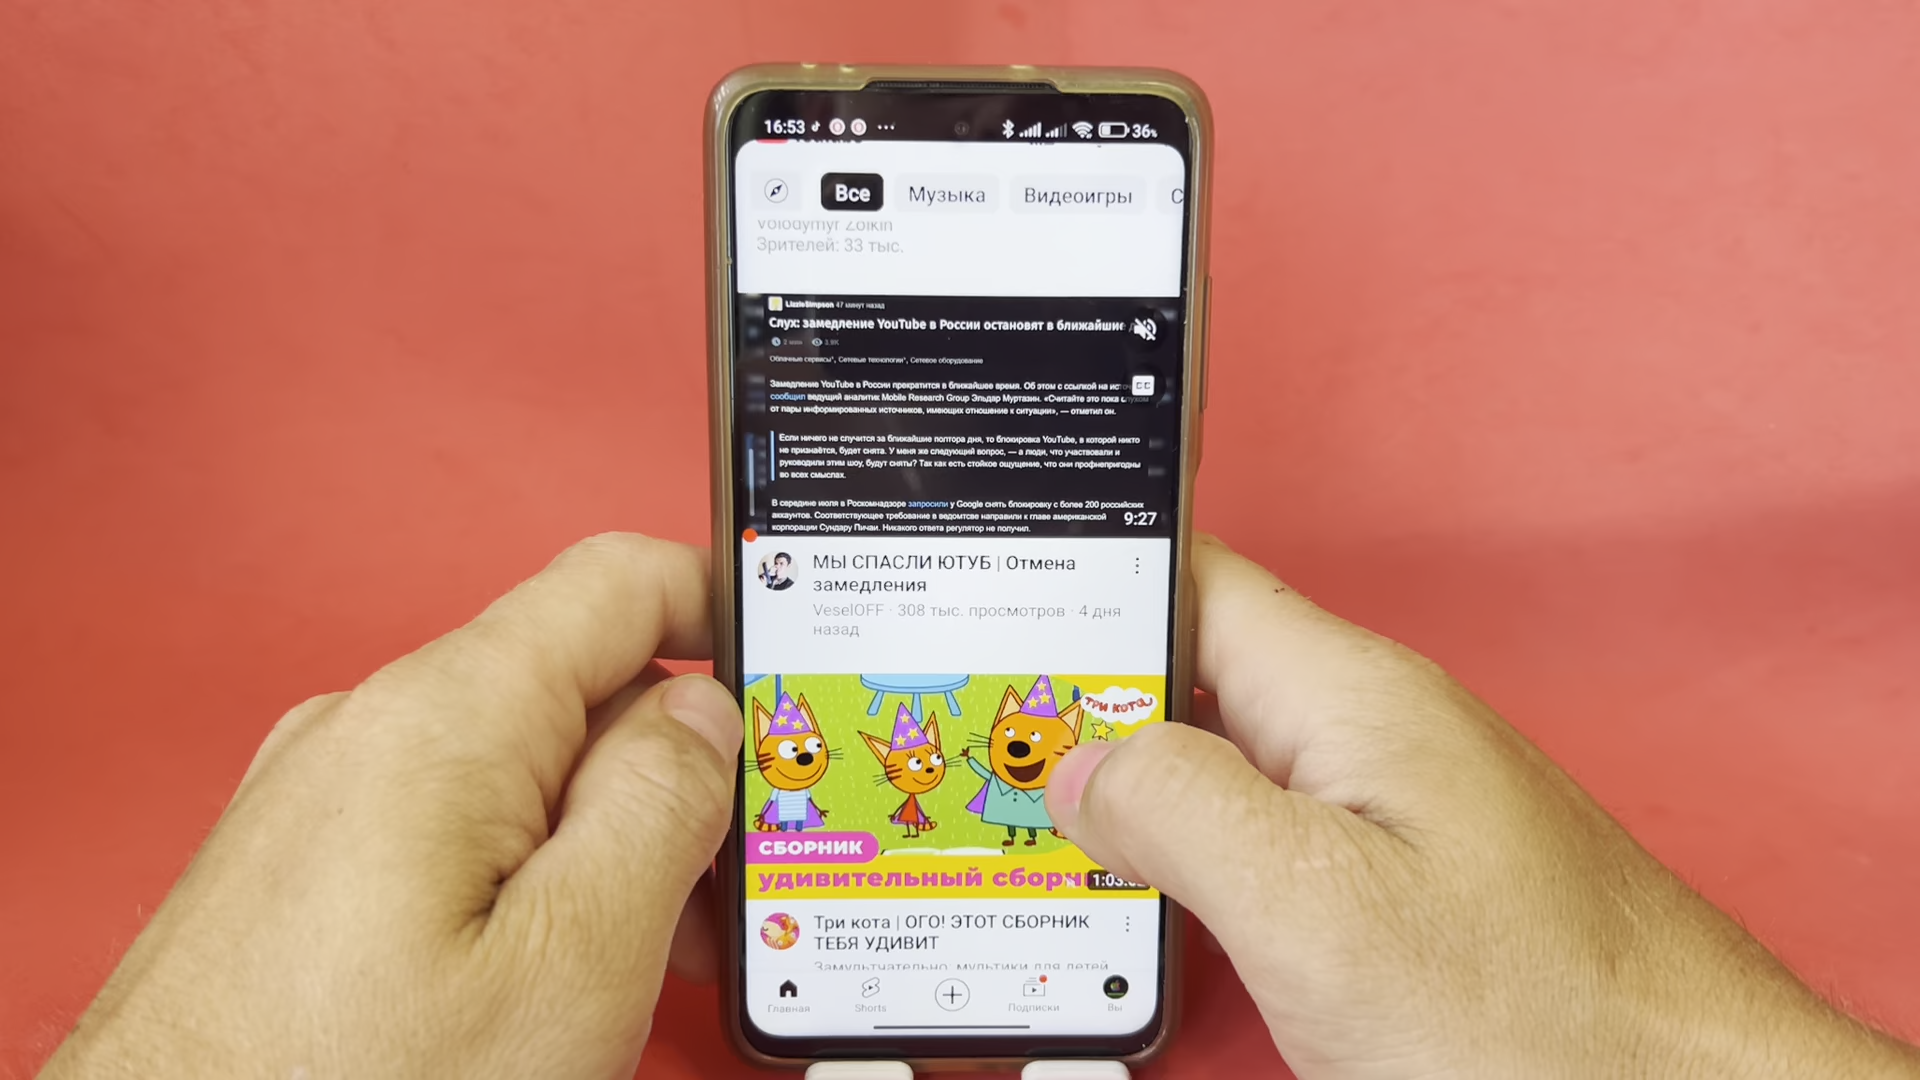 16:53
36%
Все
Музыка
Видеоигры
С
Volodymyr Zolkin
Зрителей: 33 тыс.
LizzieSimpson 47 минут назад
Слух: замедление YouTube в России остановят в ближайшие
2 мин
3.9K
Облачные сервисы*, Сетевые технологии*, Сетевое оборудование
Замедление YouTube в России прекратится в ближайшее время. Об этом с ссылкой на источ
сообщил ведущий аналитик Mobile Research Group Эльдар Муртазин. «Считайте это пока слухом
от пары информированных источников, имеющих отношение к ситуации», — отметил он.
Если ничего не случится за ближайшие полтора дня, то блокировка YouTube, в которой никто
не признаётся, будет снята. У меня же следующий вопрос, — а люди, что участвовали и
руководили этим шоу, будут сняты? Так как есть стойкое ощущение, что они профнепригодны
во всех смыслах.
В середине июля в Роскомнадзоре запросили у Google снять блокировку с более 200 российских
аккаунтов. Соответствующее требование в ведомстве направили к главе американской
корпорации Сундару Пичаи. Никакого ответа регулятор не получил.
CC
9:27
МЫ СПАСЛИ ЮТУБ | Отмена
замедления
VeselOFF · 308 тыс. просмотров · 4 дня
назад
ТРИ КОТА
СБОРНИК
удивительный сборн
1:03:
Три кота | ОГО! ЭТОТ СБОРНИК
ТЕБЯ УДИВИТ
мультики для детей
Главная
Shorts
Подписки
Вы